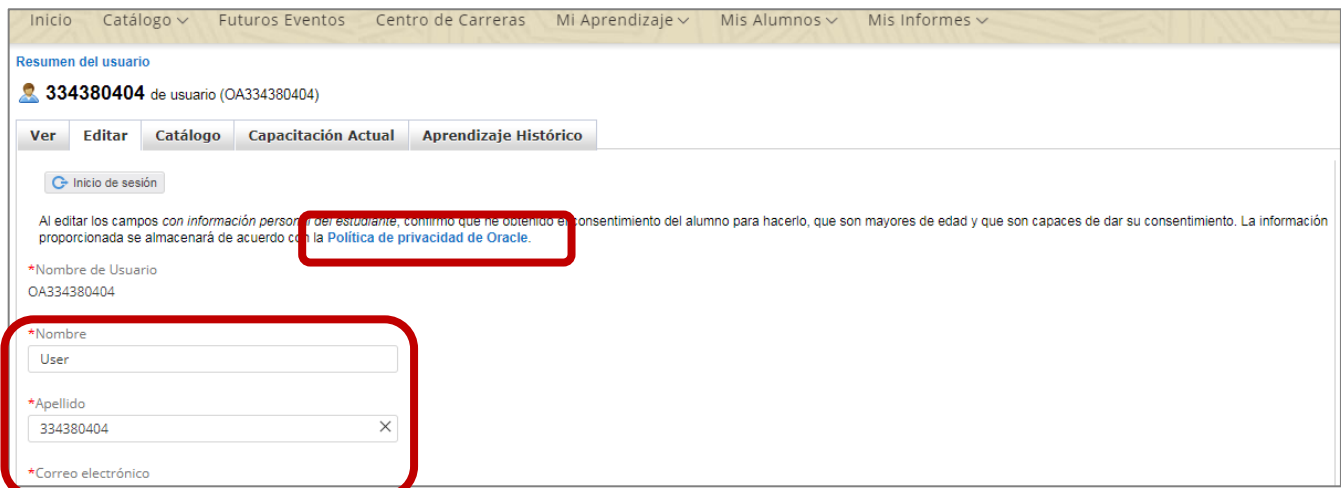 Inicio Catálogo Futuros Eventos Centro de Carreras Mi Aprendizaje Mis Alumnos Mis Informes
Resumen del usuario
334380404 de usuario (OA334380404)
Ver Editar Catálogo Capacitación Actual Aprendizaje Histórico
Inicio de sesión
Al editar los campos con información personal del estudiante, confirmo que he obtenido el consentimiento del alumno para hacerlo, que son mayores de edad y que son capaces de dar su consentimiento. La información
proporcionada se almacenará de acuerdo con la Política de privacidad de Oracle.
*Nombre de Usuario
OA334380404
*Nombre
User
*Apellido
334380404
*Correo electrónico